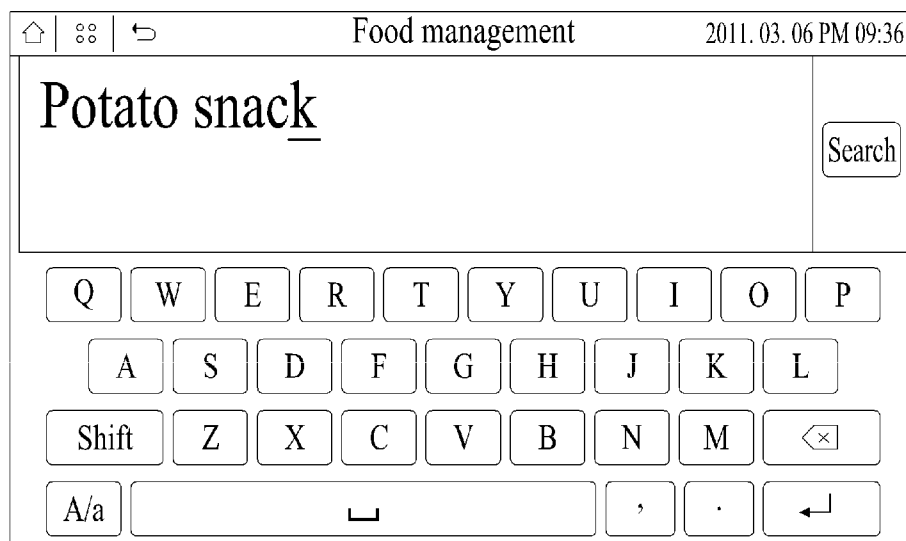 Food management 2011. 03. 06 PM 09:36
Potato snack
Search
Q W E R T Y U I O P
A S D F G H J K L
Shift Z X C V B N M
A/a , .